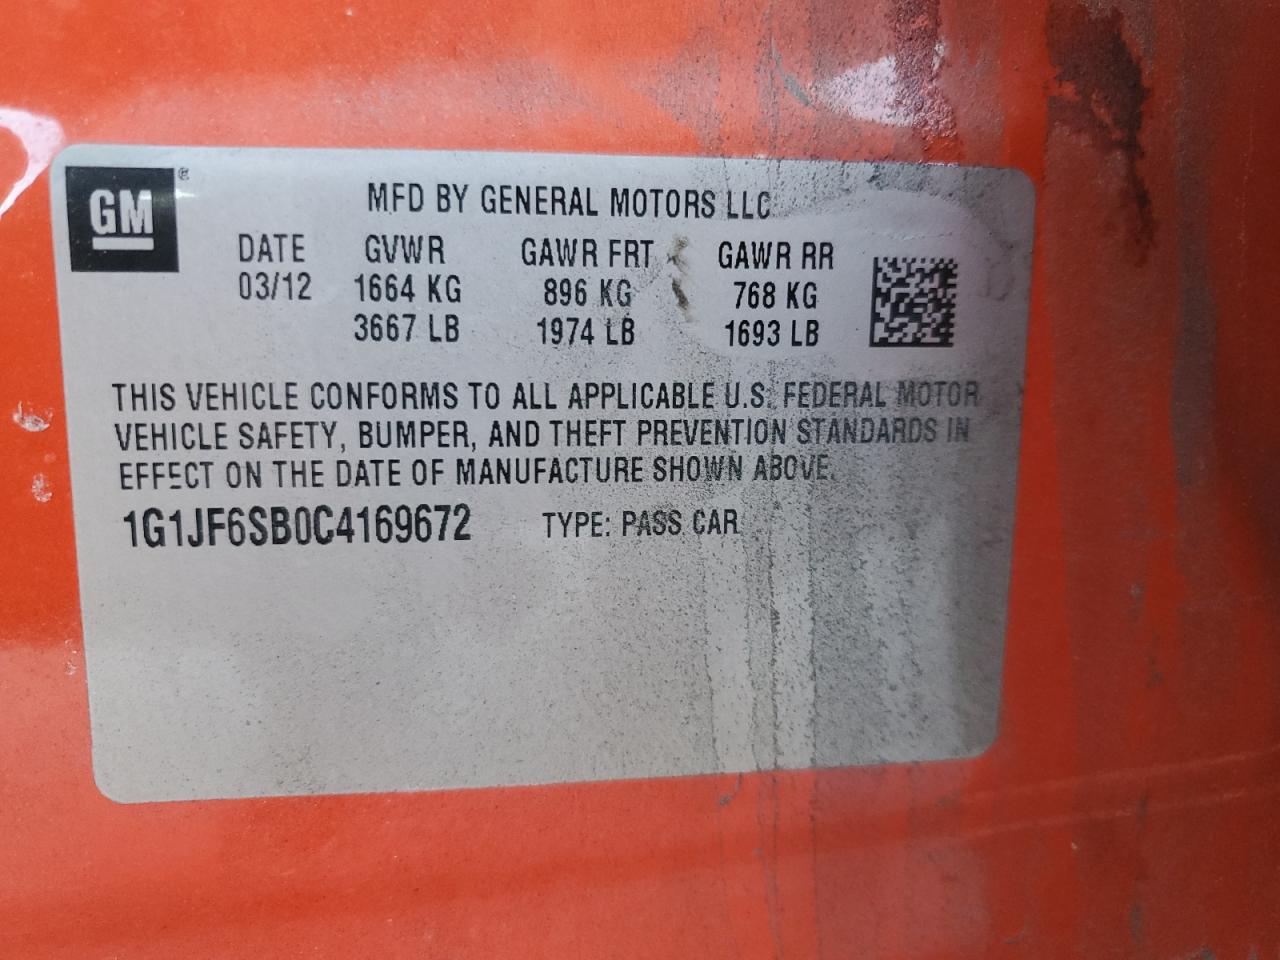 GM ®
MFD BY GENERAL MOTORS LLC
DATE GVWR GAWR FRT GAWR RR
03/12 1664 KG 896 KG 768 KG
3667 LB 1974 LB 1693 LB
THIS VEHICLE CONFORMS TO ALL APPLICABLE U.S. FEDERAL MOTOR
VEHICLE SAFETY, BUMPER, AND THEFT PREVENTION STANDARDS IN
EFFECT ON THE DATE OF MANUFACTURE SHOWN ABOVE.
1G1JF6SB0C4169672 TYPE: PASS CAR